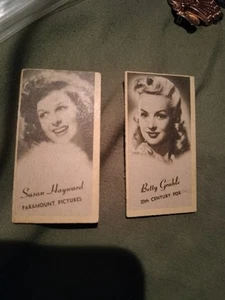 Susan Hayward
PARAMOUNT PICTURES
Betty Grable
20th CENTURY-FOX